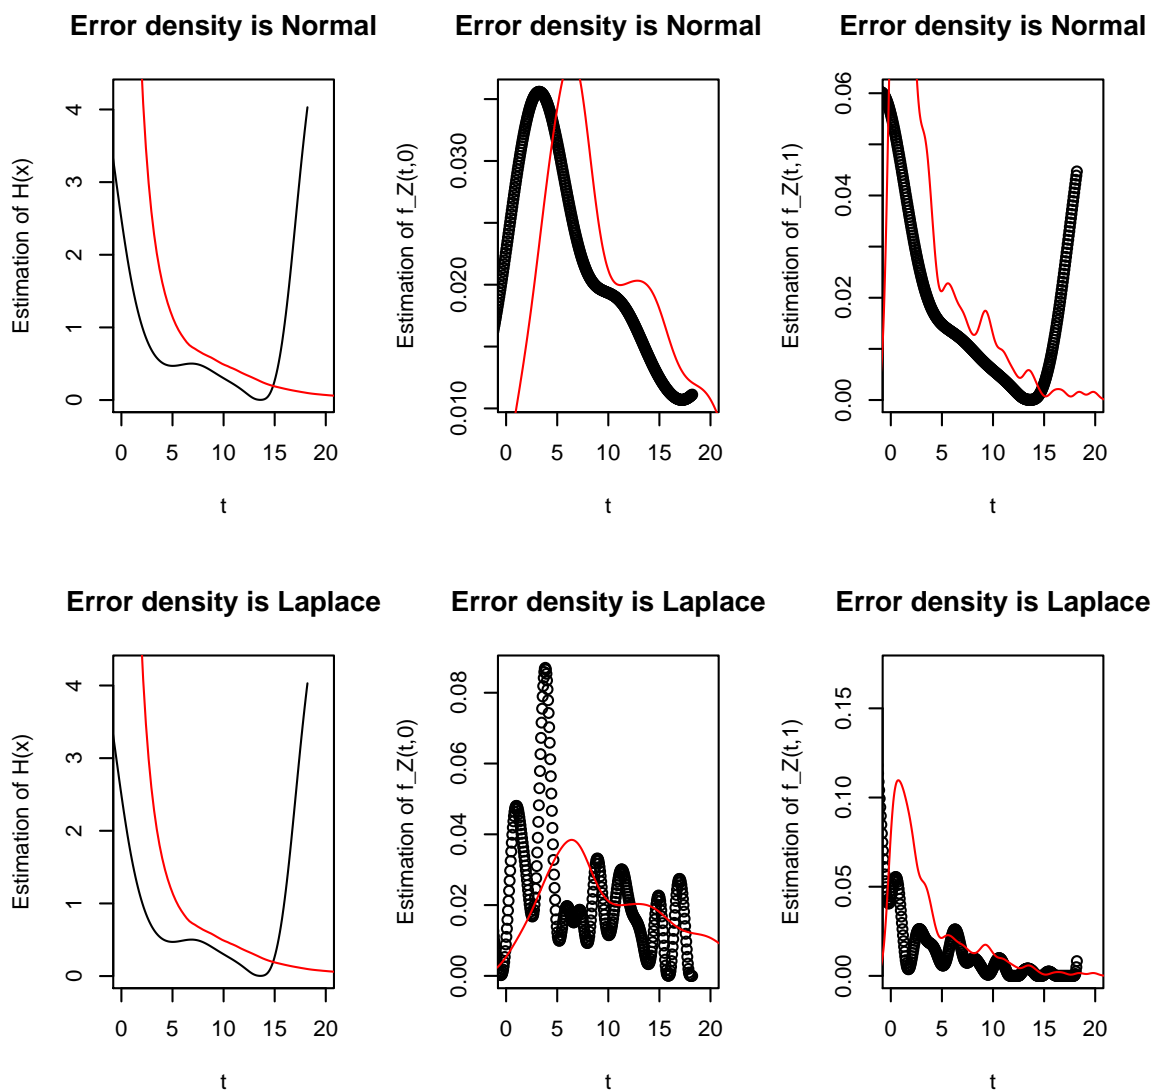 Error density is Normal
Estimation of H(x)
0 1 2 3 4
0 5 10 15 20
t
Error density is Normal
Estimation of f_Z(t,0)
0.010 0.020 0.030
0 5 10 15 20
t
Error density is Normal
Estimation of f_Z(t,1)
0.00 0.02 0.04 0.06
0 5 10 15 20
t
Error density is Laplace
Estimation of H(x)
0 1 2 3 4
0 5 10 15 20
t
Error density is Laplace
Estimation of f_Z(t,0)
0.00 0.02 0.04 0.06 0.08
0 5 10 15 20
t
Error density is Laplace
Estimation of f_Z(t,1)
0.00 0.05 0.10 0.15
0 5 10 15 20
t